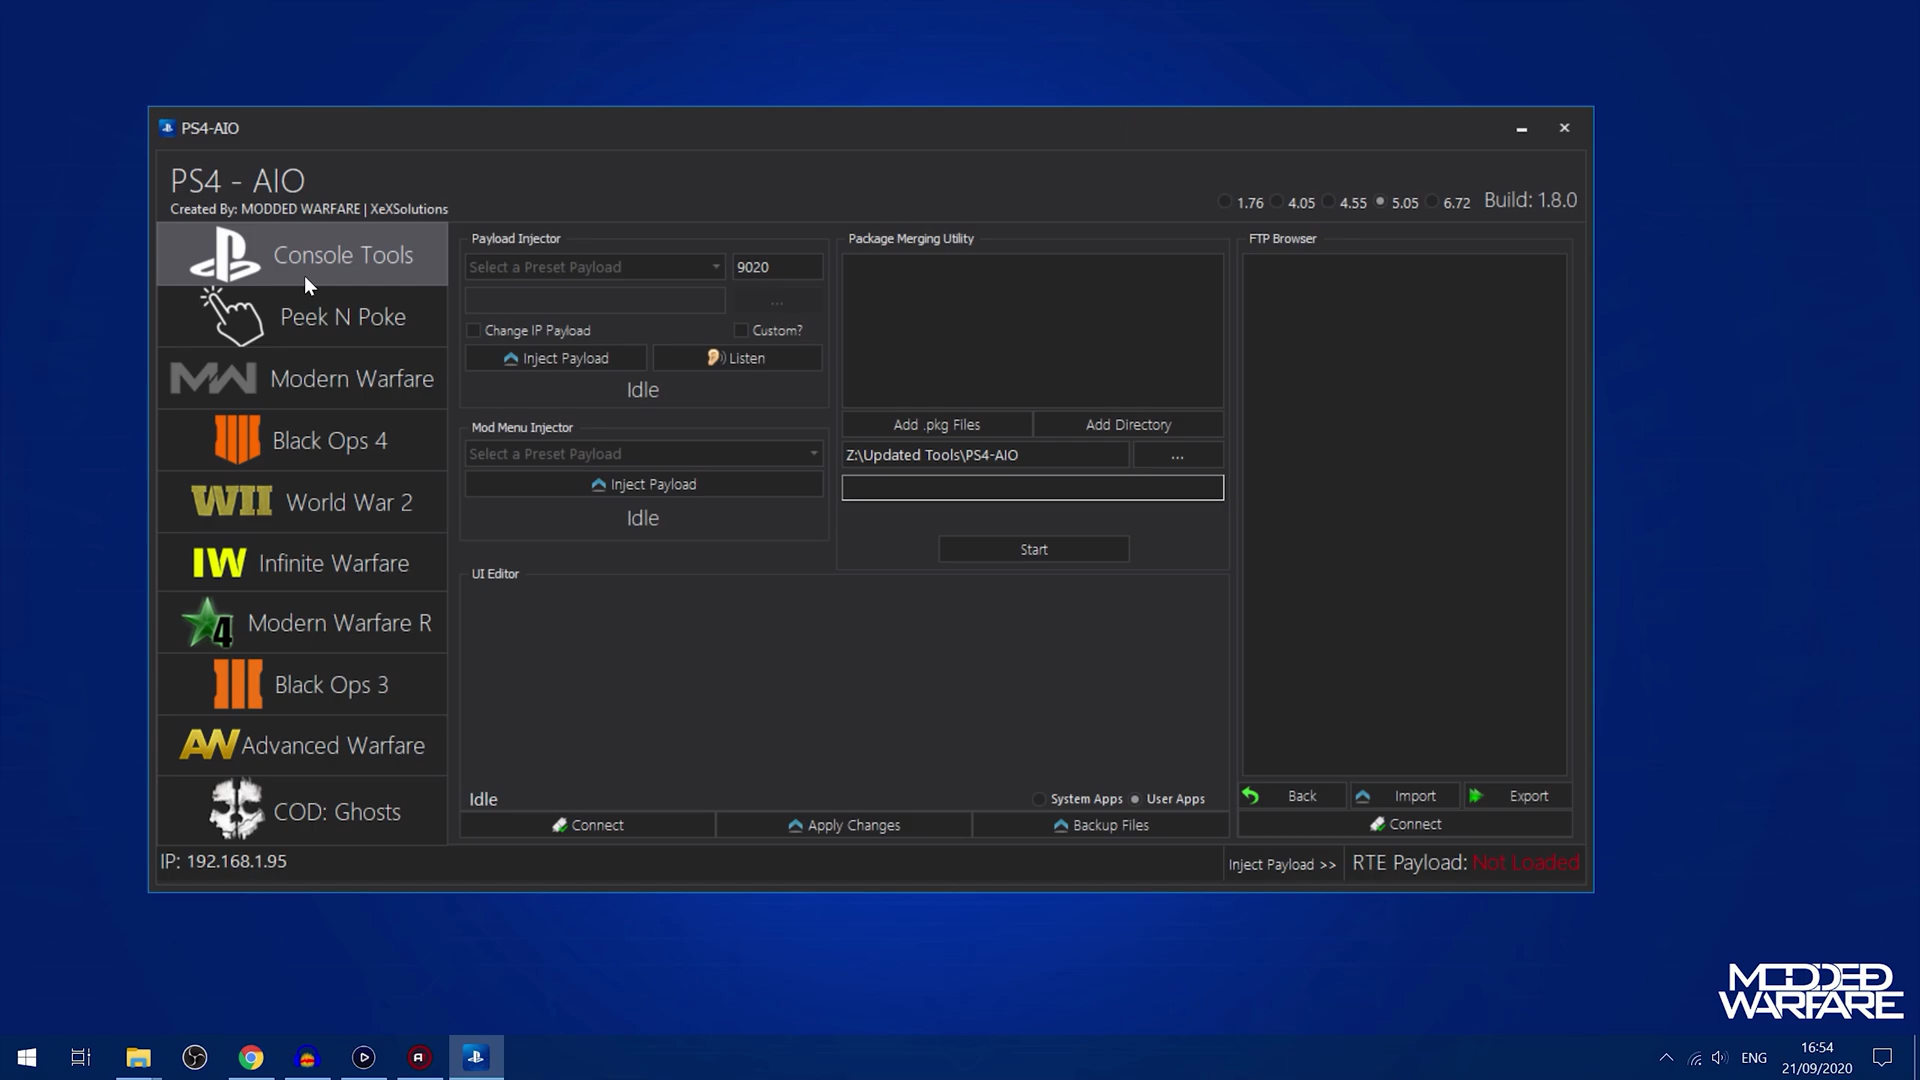 PS4-AIO
PS4 - AIO
Created By: MODDED WARFARE | XeXSolutions
1.76 4.05 4.55 5.05 6.72 Build: 1.8.0
Console Tools
Peek N Poke
MW Modern Warfare
Black Ops 4
WII World War 2
IW Infinite Warfare
4 Modern Warfare R
Black Ops 3
AW Advanced Warfare
COD: Ghosts
Payload Injector
Select a Preset Payload 9020
...
Change IP Payload Custom?
Inject Payload Listen
Idle
Mod Menu Injector
Select a Preset Payload
Inject Payload
Idle
Package Merging Utility
Add .pkg Files Add Directory
Z:\Updated Tools\PS4-AIO ...
Start
UI Editor
Idle System Apps User Apps
Connect Apply Changes Backup Files
FTP Browser
Back Import Export
Connect
IP: 192.168.1.95
Inject Payload >> RTE Payload: Not Loaded
MODDED
WARFARE
ENG
16:54
21/09/2020